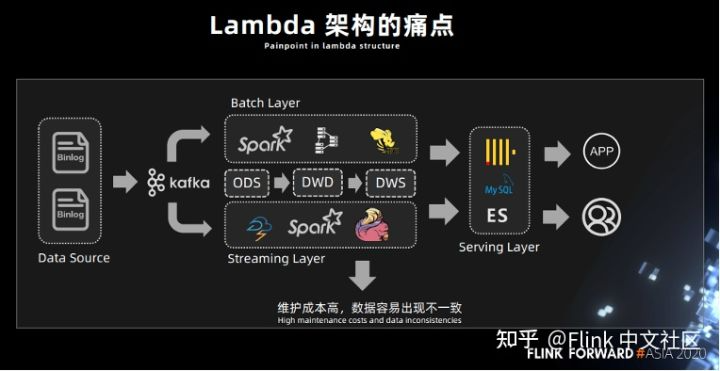 Lambda 架构的痛点
Painpoint in lambda structure
Batch Layer
Spark
Binlog
Binlog
kafka
ODS
DWD
DWS
Spark
Data Source
Streaming Layer
MySQL
ES
Serving Layer
APP
维护成本高，数据容易出现不一致
High maintenance costs and data inconsistencies
知乎 @Flink 中文社区
FLINK FORWARD #ASIA 2020